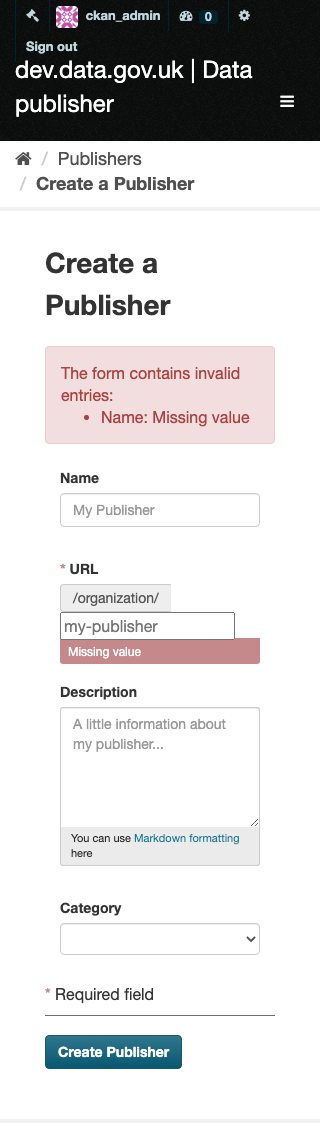 ckan_admin 0
Sign out
dev.data.gov.uk | Data
publisher
/ Publishers
/ Create a Publisher
Create a
Publisher
The form contains invalid
entries:
• Name: Missing value
Name
My Publisher
* URL
/organization/
my-publisher
Missing value
Description
A little information about
my publisher...
You can use Markdown formatting
here
Category
* Required field
Create Publisher